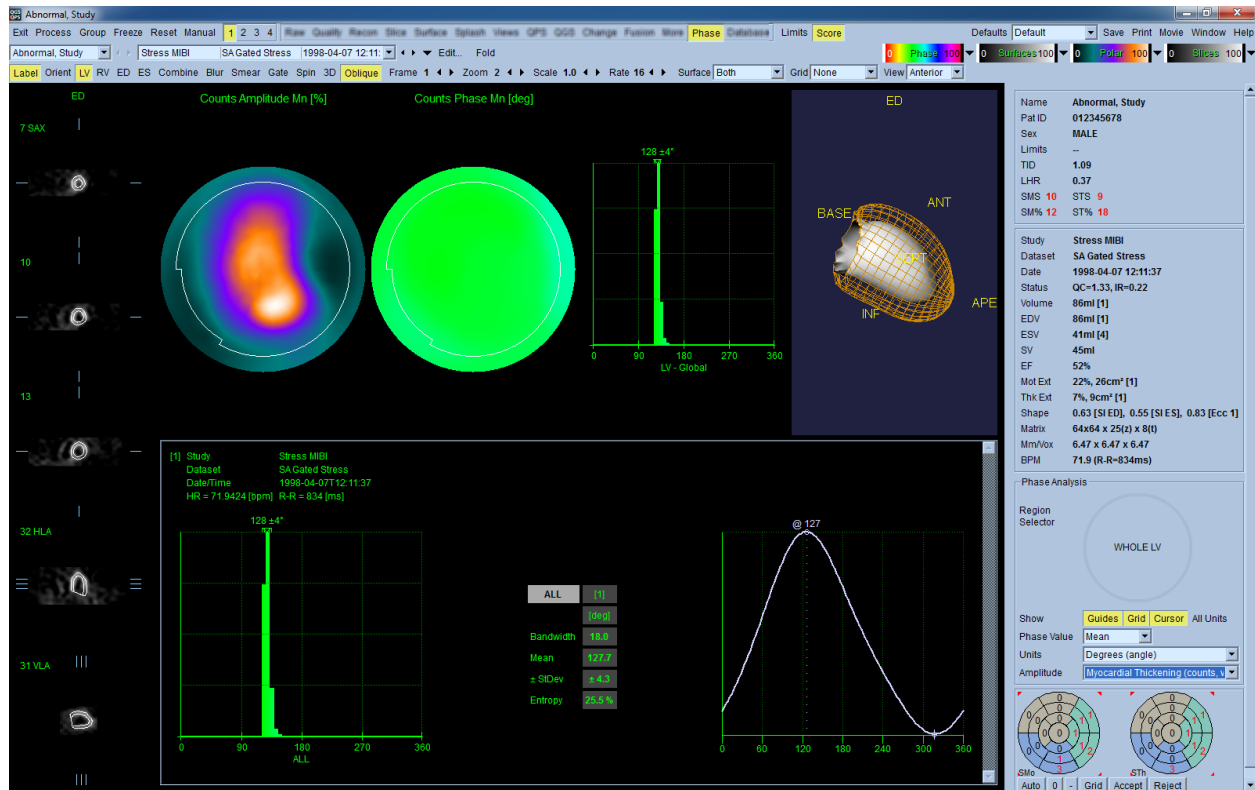 QGS QPS Abnormal, Study
Exit Process Group Freeze Reset Manual 1 2 3 4 Raw Quality Recon Slice Surface Splash Views QPS QGS Change Fusion More Phase Database Limits Score Defaults Default Save Print Movie Window Help
Abnormal, Study Stress MIBI SA Gated Stress 1998-04-07 12:11: Edit... Fold 0 Phase 100 0 Surfaces 100 0 Polar 100 0 Slices 100
Label Orient LV RV ED ES Combine Blur Smear Gate Spin 3D Oblique Frame 1 Zoom 2 Scale 1.0 Rate 16 Surface Both Grid None View Anterior
ED
7 SAX
10
13
32 HLA
31 VLA
Counts Amplitude Mn [%]
Counts Phase Mn [deg]
128 ±4°
0 90 180 270 360
LV - Global
ED
ANT
BASE
SEPT
APE
INF
[1] Study Stress MIBI
Dataset SA Gated Stress
Date/Time 1998-04-07T12:11:37
HR = 71.9424 [bpm] R-R = 834 [ms]
128 ±4°
0 90 180 270 360
ALL
ALL [1]
[deg]
Bandwidth 18.0
Mean 127.7
± StDev ± 4.3
Entropy 25.5 %
@ 127
0 60 120 180 240 300 360
Name Abnormal, Study
Pat ID 012345678
Sex MALE
Limits --
TID 1.09
LHR 0.37
SMS 10 STS 9
SM% 12 ST% 18
Study Stress MIBI
Dataset SA Gated Stress
Date 1998-04-07 12:11:37
Status QC=1.33, IR=0.22
Volume 86ml [1]
EDV 86ml [1]
ESV 41ml [4]
SV 45ml
EF 52%
Mot Ext 22%, 26cm² [1]
Thk Ext 7%, 9cm² [1]
Shape 0.63 [SI ED], 0.55 [SI ES], 0.83 [Ecc 1]
Matrix 64x64 x 25(z) x 8(t)
Mm/Vox 6.47 x 6.47 x 6.47
BPM 71.9 (R-R=834ms)
Phase Analysis
Region
Selector
WHOLE LV
Show Guides Grid Cursor All Units
Phase Value Mean
Units Degrees (angle)
Amplitude Myocardial Thickening (counts, v
SMo
STh
Auto 0 - Grid Accept Reject